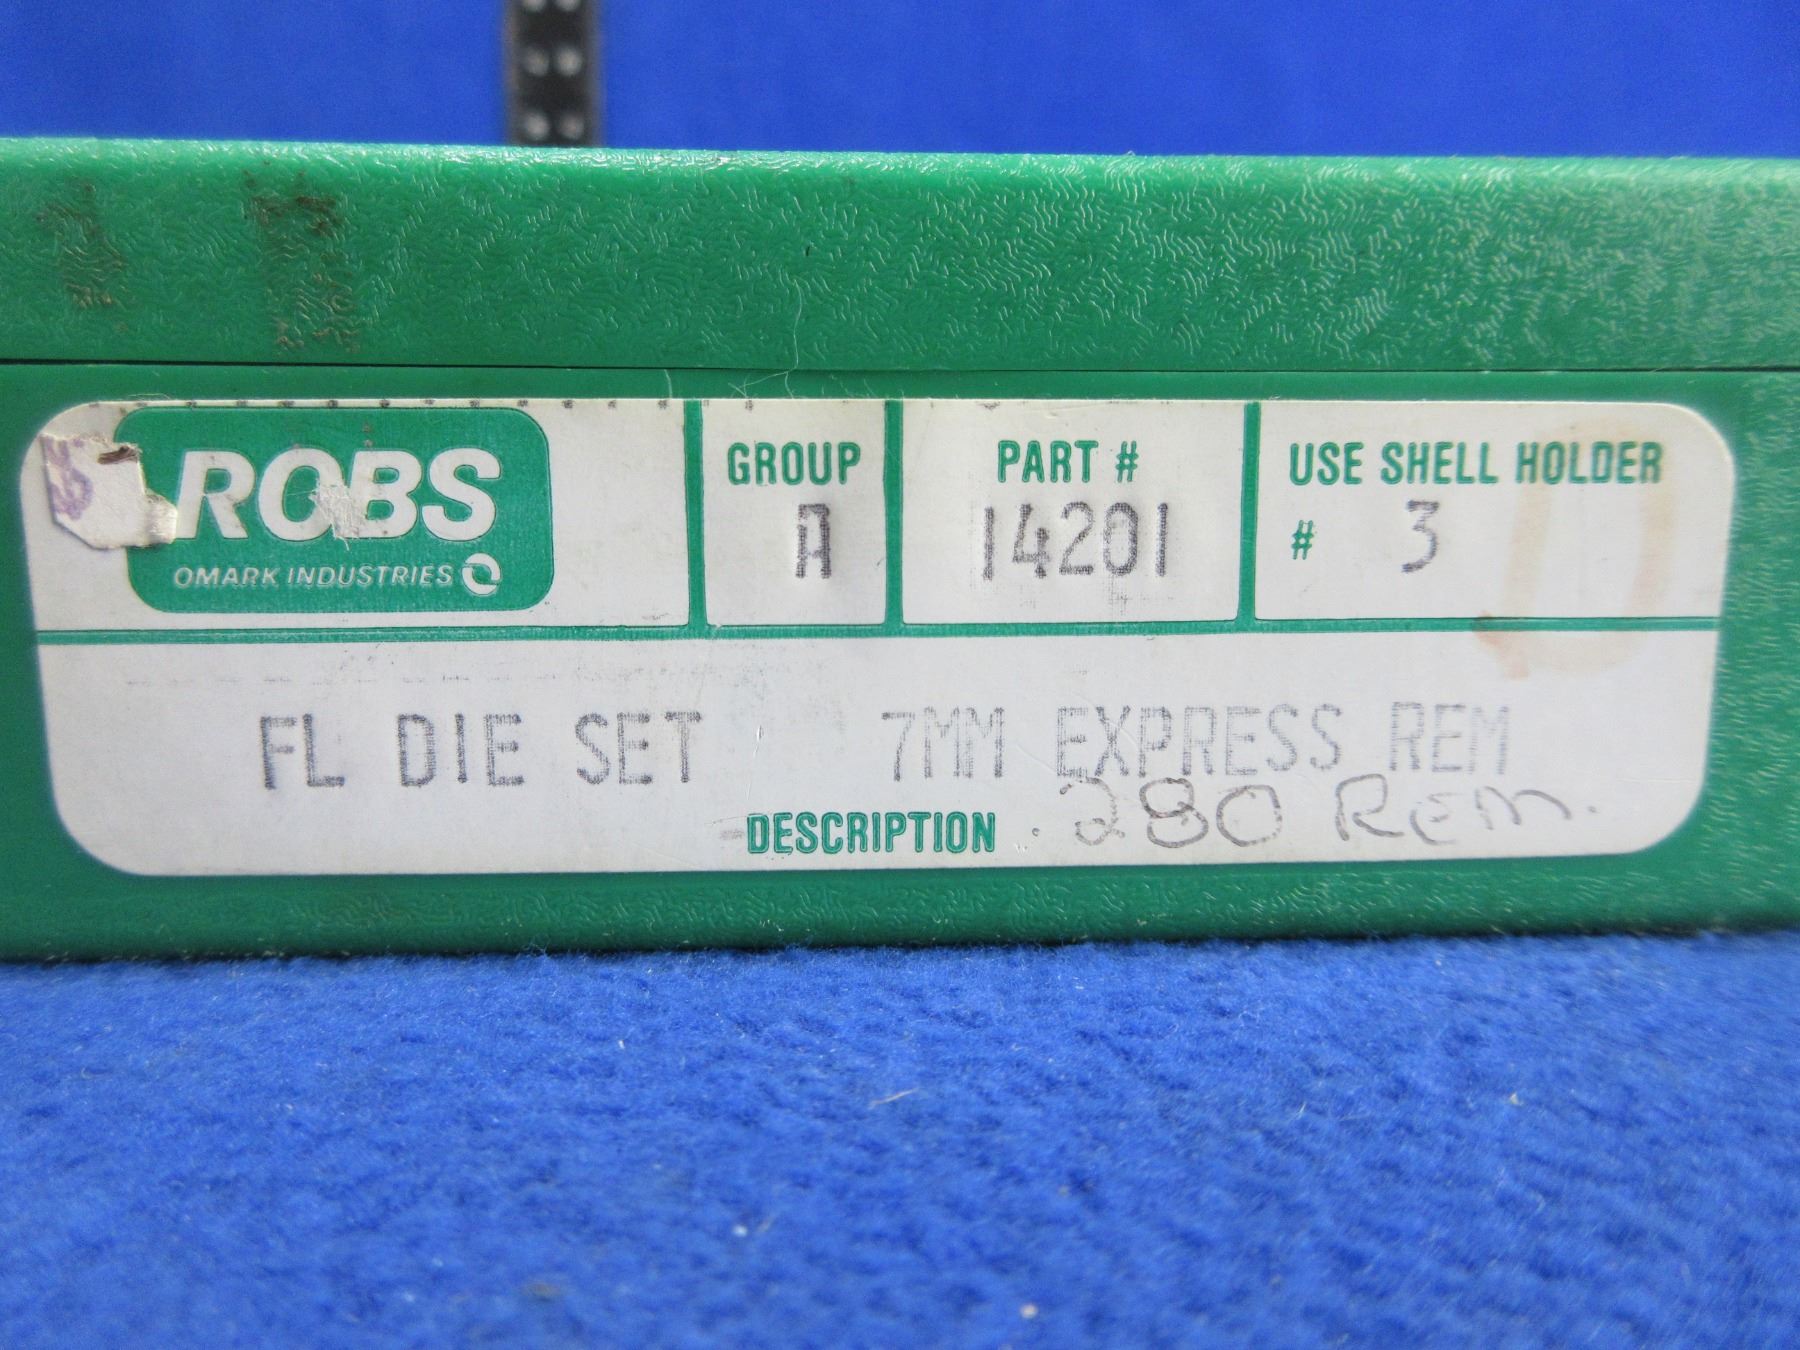 ROBS
OMARK INDUSTRIES
GROUP
A
PART #
14201
USE SHELL HOLDER
# 3
FL DIE SET 7MM EXPRESS REM
DESCRIPTION . 280 Rem.